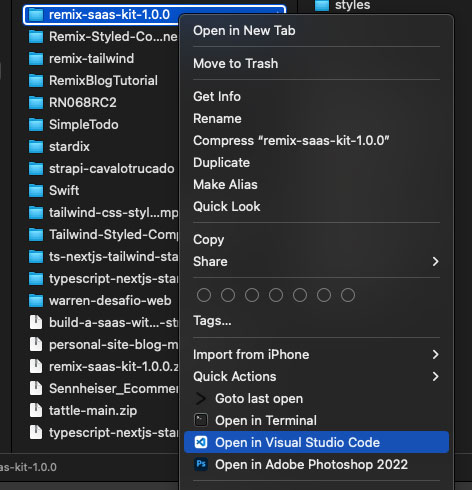 remix-saas-kit-1.0.0
Remix-Styled-Co...ne
remix-tailwind
RemixBlogTutorial
RN068RC2
SimpleTodo
stardix
strapi-cavalotrucado
Swift
tailwind-css-styl...mp
Tailwind-Styled-Comp
ts-nextjs-tailwind-sta
typescript-nextjs-star
warren-desafio-web
build-a-saas-wit...-st
personal-site-blog-m
remix-saas-kit-1.0.0.z
Sennheiser_Ecomme
tattle-main.zip
typescript-nextjs-sta
as-kit-1.0.0
styles
Open in New Tab
Move to Trash
Get Info
Rename
Compress “remix-saas-kit-1.0.0”
Duplicate
Make Alias
Quick Look
Copy
Share
Tags...
Import from iPhone
Quick Actions
Goto last open
Open in Terminal
Open in Visual Studio Code
Ps Open in Adobe Photoshop 2022